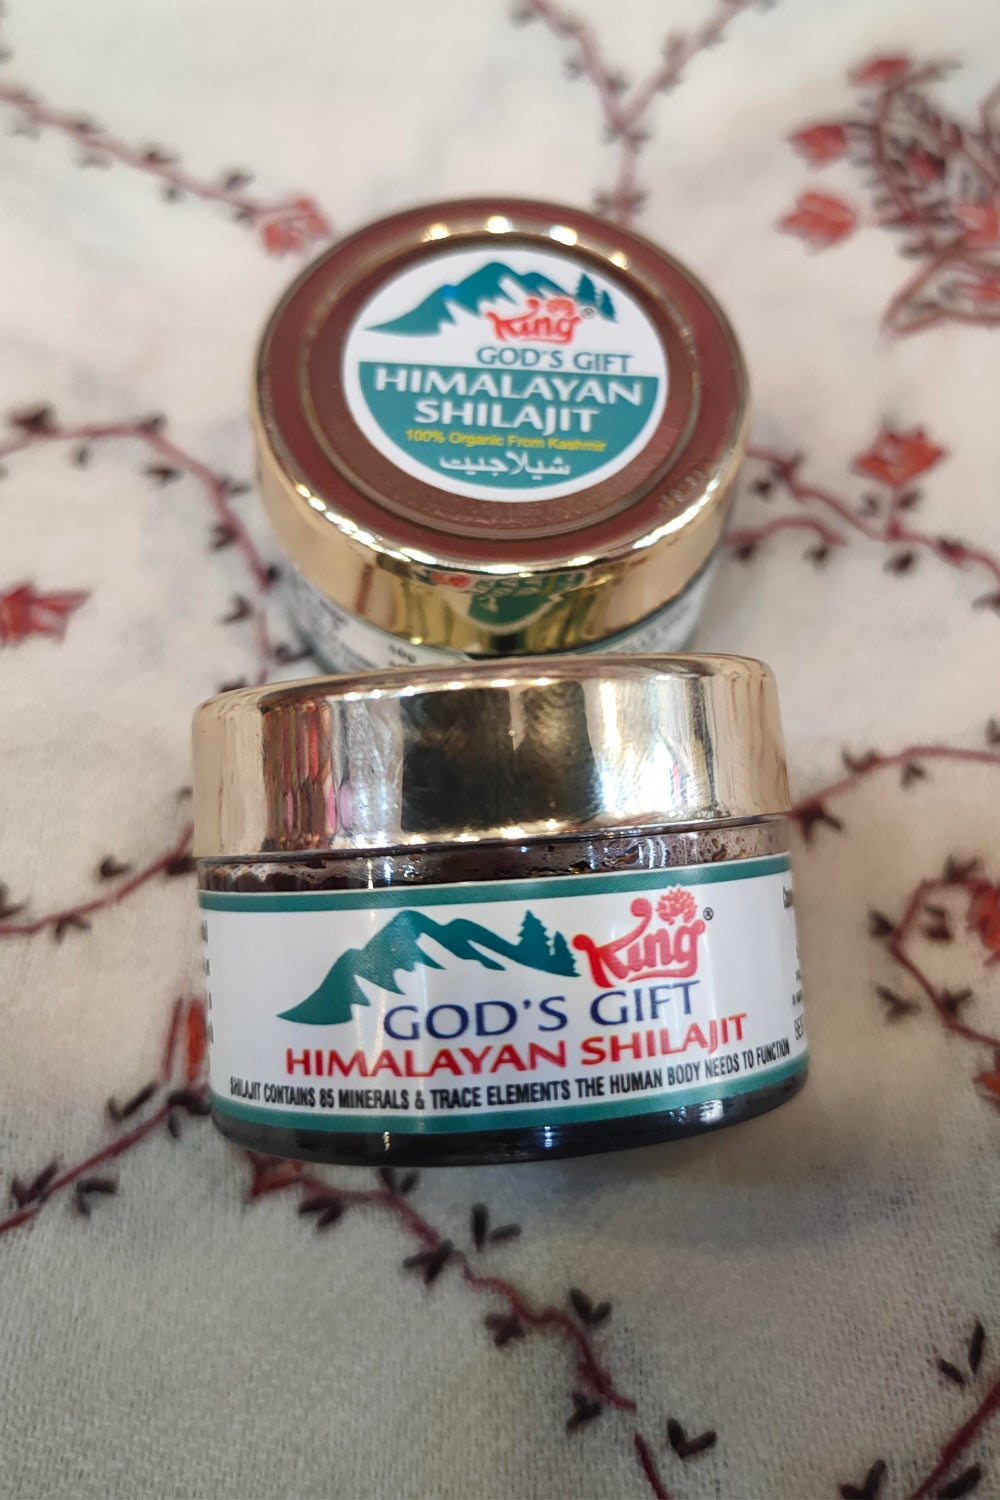 King®
GOD'S GIFT
HIMALAYAN
SHILAJIT
100% Organic From Kashmir
شيلاجيت
King®
GOD'S GIFT
HIMALAYAN SHILAJIT
SHILAJIT CONTAINS 85 MINERALS & TRACE ELEMENTS THE HUMAN BODY NEEDS TO FUNCTION